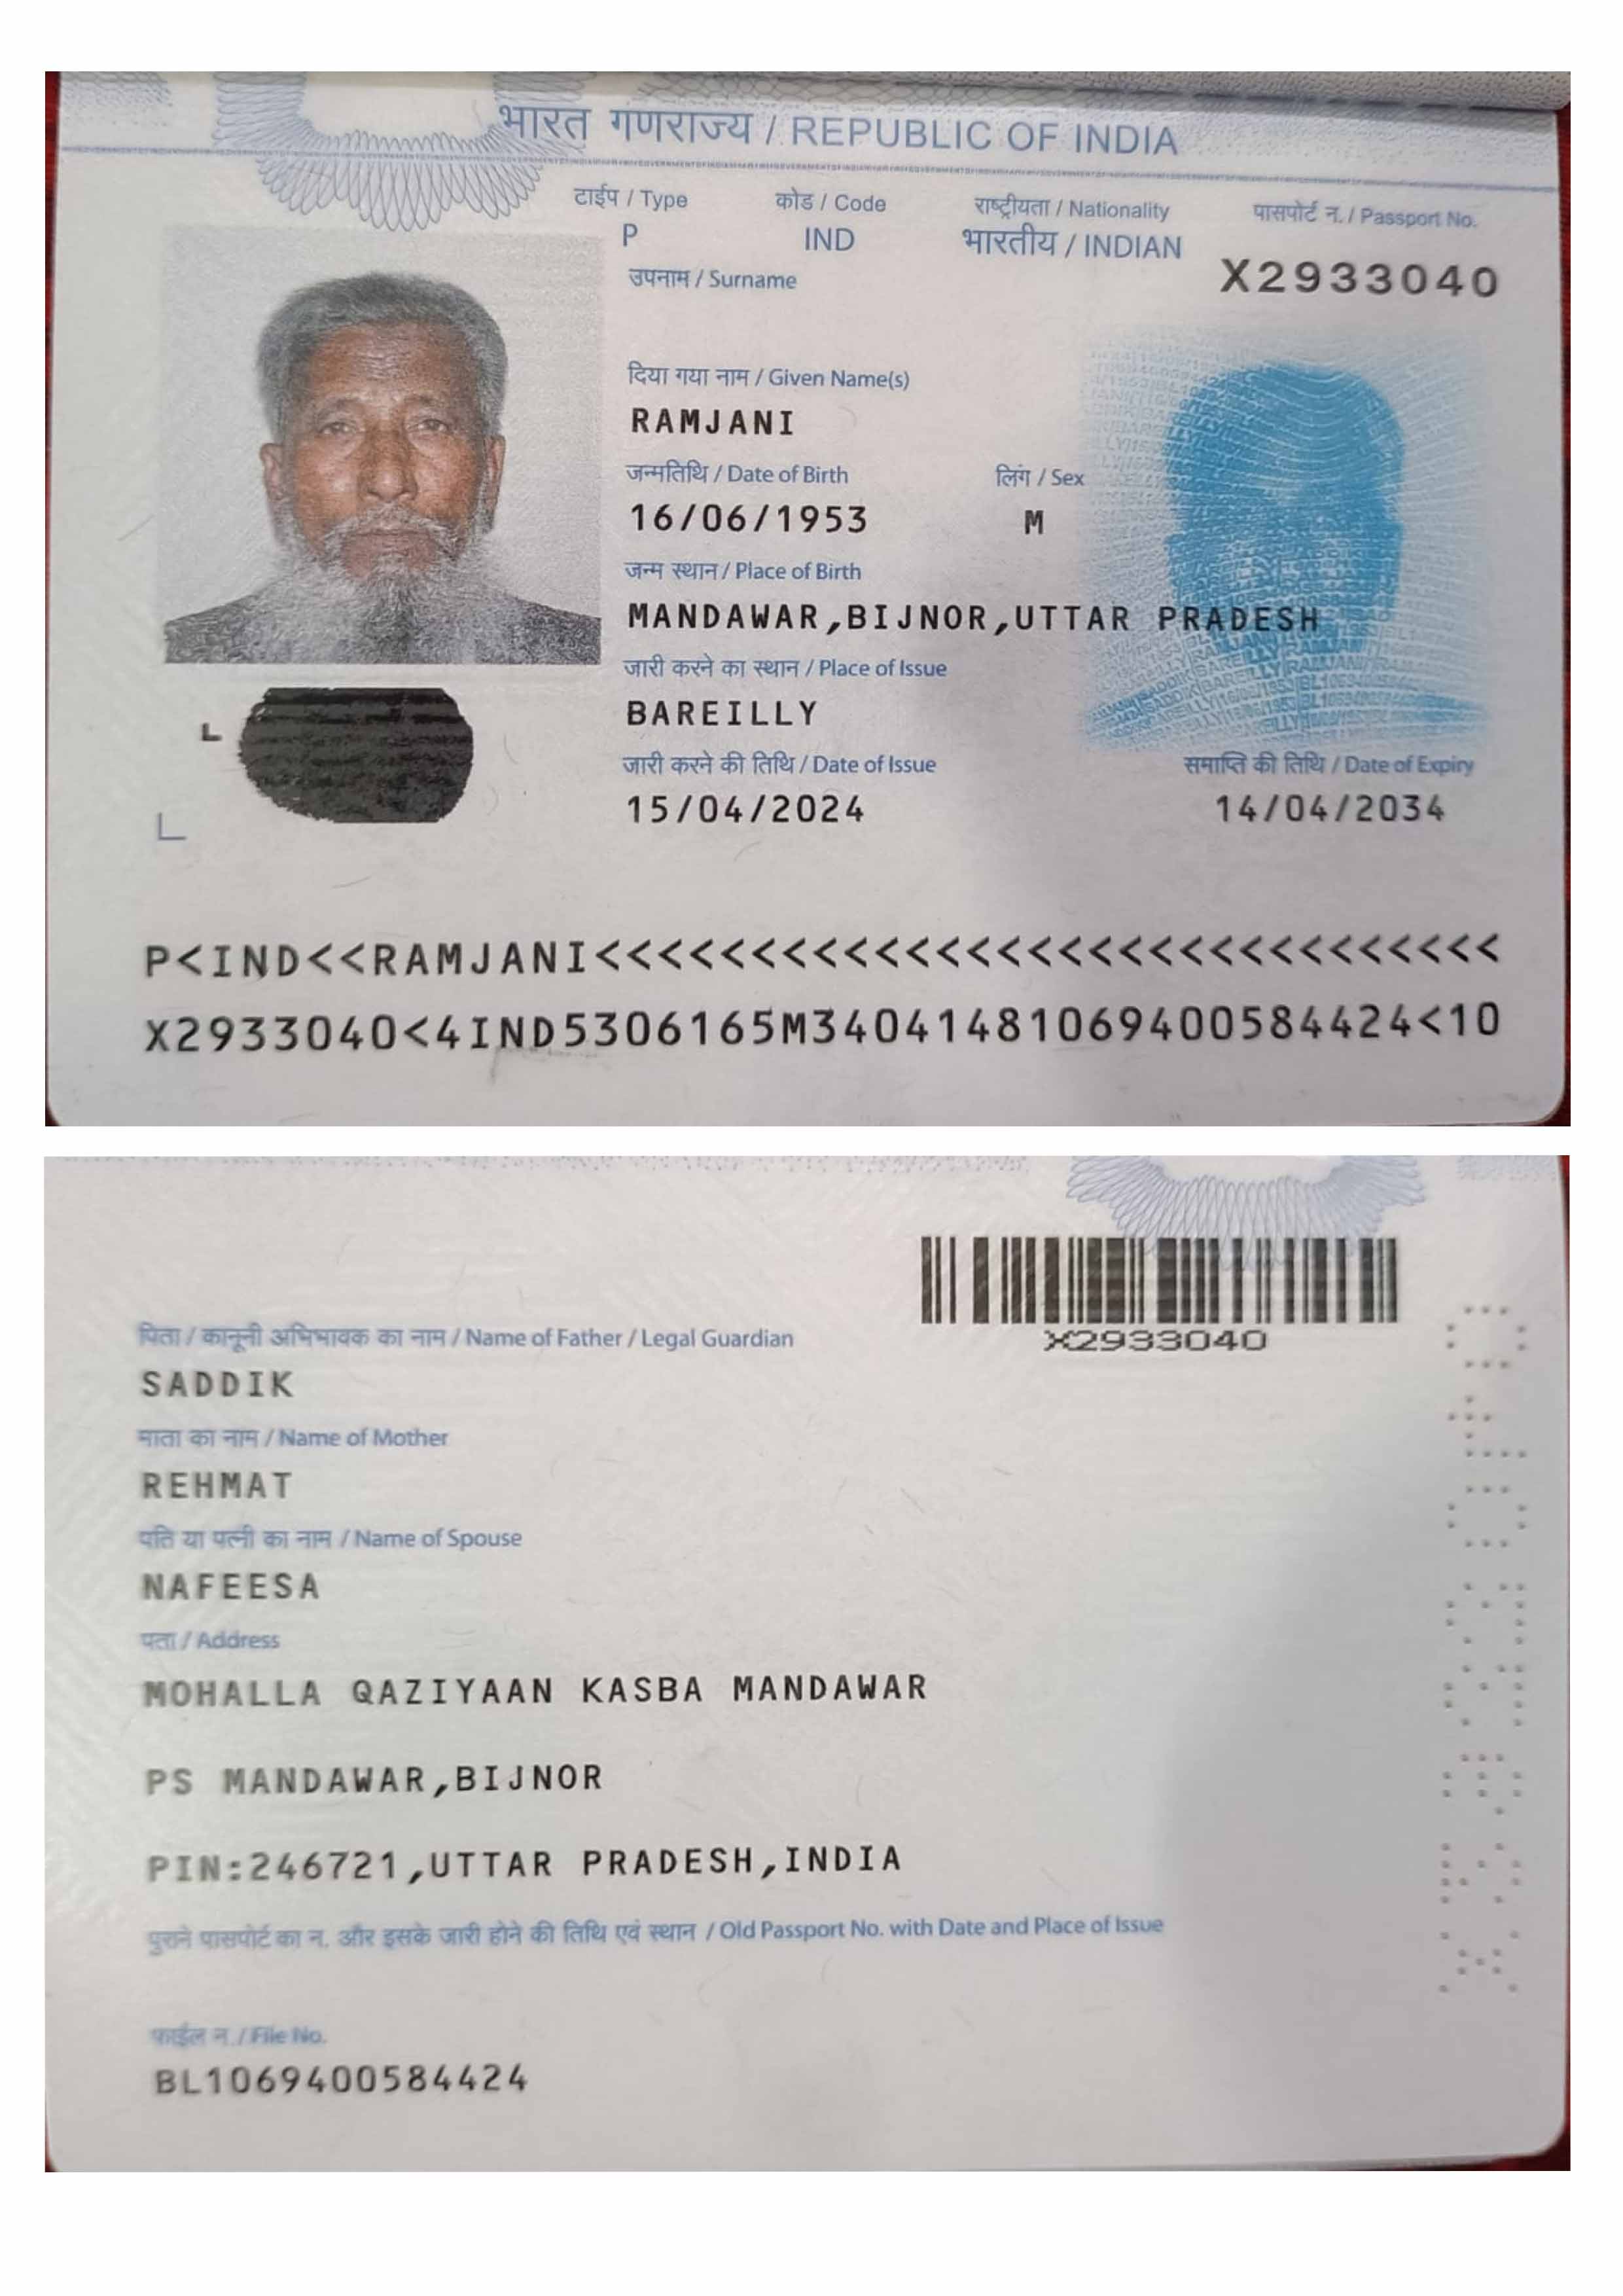 भारत गणराज्य / REPUBLIC OF INDIA
टाईप / Type कोड / Code राष्ट्रीयता / Nationality पासपोर्ट न. / Passport No.
P IND भारतीय / INDIAN X2933040
उपनाम / Surname
दिया गया नाम / Given Name(s)
RAMJANI
जन्मतिथि / Date of Birth लिंग / Sex
16/06/1953 M
जन्म स्थान / Place of Birth
MANDAWAR,BIJNOR,UTTAR PRADESH
जारी करने का स्थान / Place of Issue
BAREILLY
जारी करने की तिथि / Date of Issue समाप्ति की तिथि / Date of Expiry
15/04/2024 14/04/2034
P<IND<<RAMJANI<<<<<<<<<<<<<<<<<<<<<<<<<<<<<<
X2933040<4IND5306165M34041481069400584424<10
X2933040
पिता / कानूनी अभिभावक का नाम / Name of Father / Legal Guardian
SADDIK
माता का नाम / Name of Mother
REHMAT
पति या पत्नी का नाम / Name of Spouse
NAFEESA
पता / Address
MOHALLA QAZIYAAN KASBA MANDAWAR
PS MANDAWAR,BIJNOR
PIN:246721,UTTAR PRADESH,INDIA
पुराने पासपोर्ट का न. और इसके जारी होने की तिथि एवं स्थान / Old Passport No. with Date and Place of Issue
फाईल न. / File No.
BL1069400584424